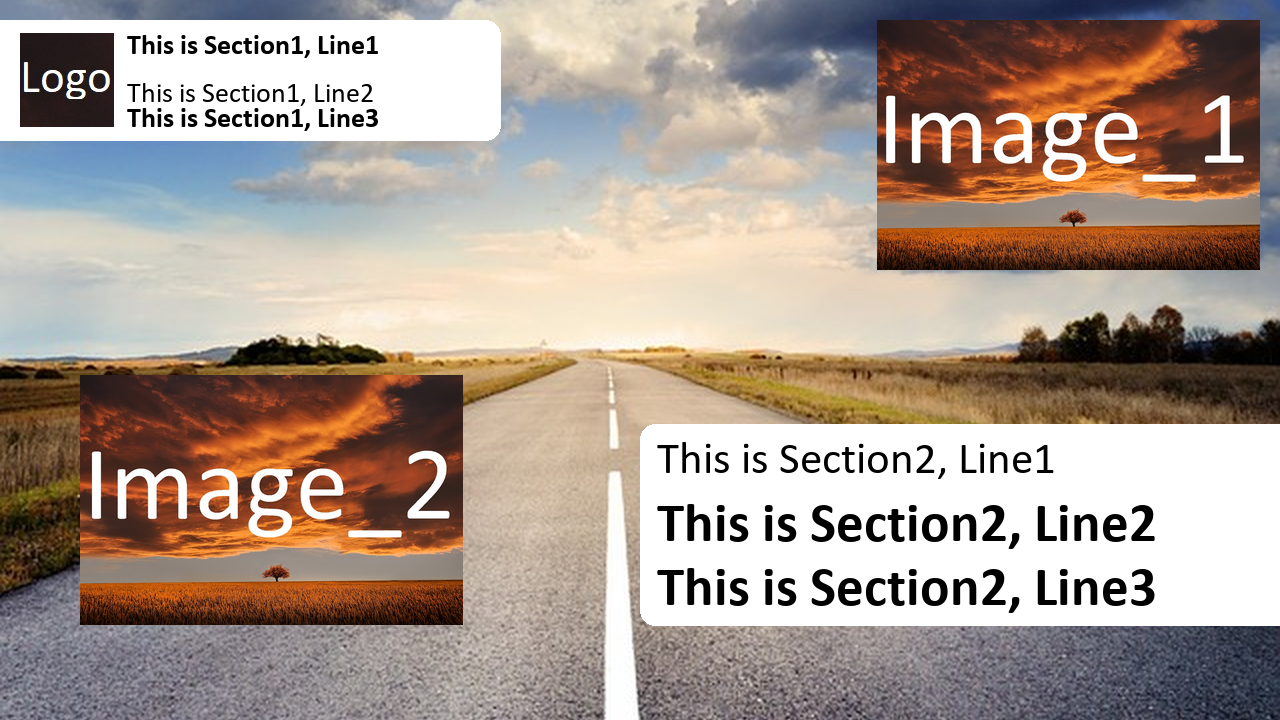 Logo
This is Section1, Line1
This is Section1, Line2
This is Section1, Line3
Image_1
Image_2
This is Section2, Line1
This is Section2, Line2
This is Section2, Line3